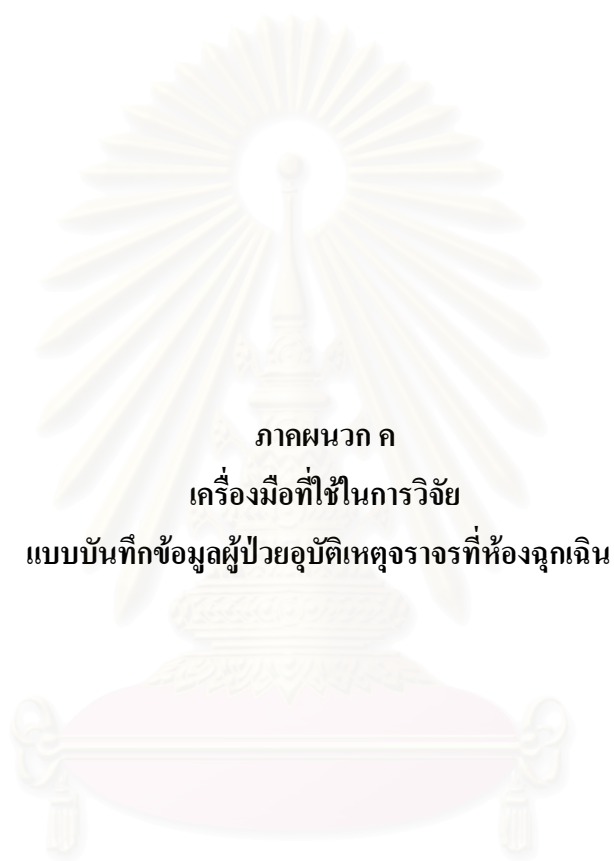 ภาคผนวก ค
เครื่องมือที่ใช้ในการวิจัย
แบบบันทึกข้อมูลผู้ป่วยอุบัติเหตุจราจรที่ห้องฉุกเฉิน